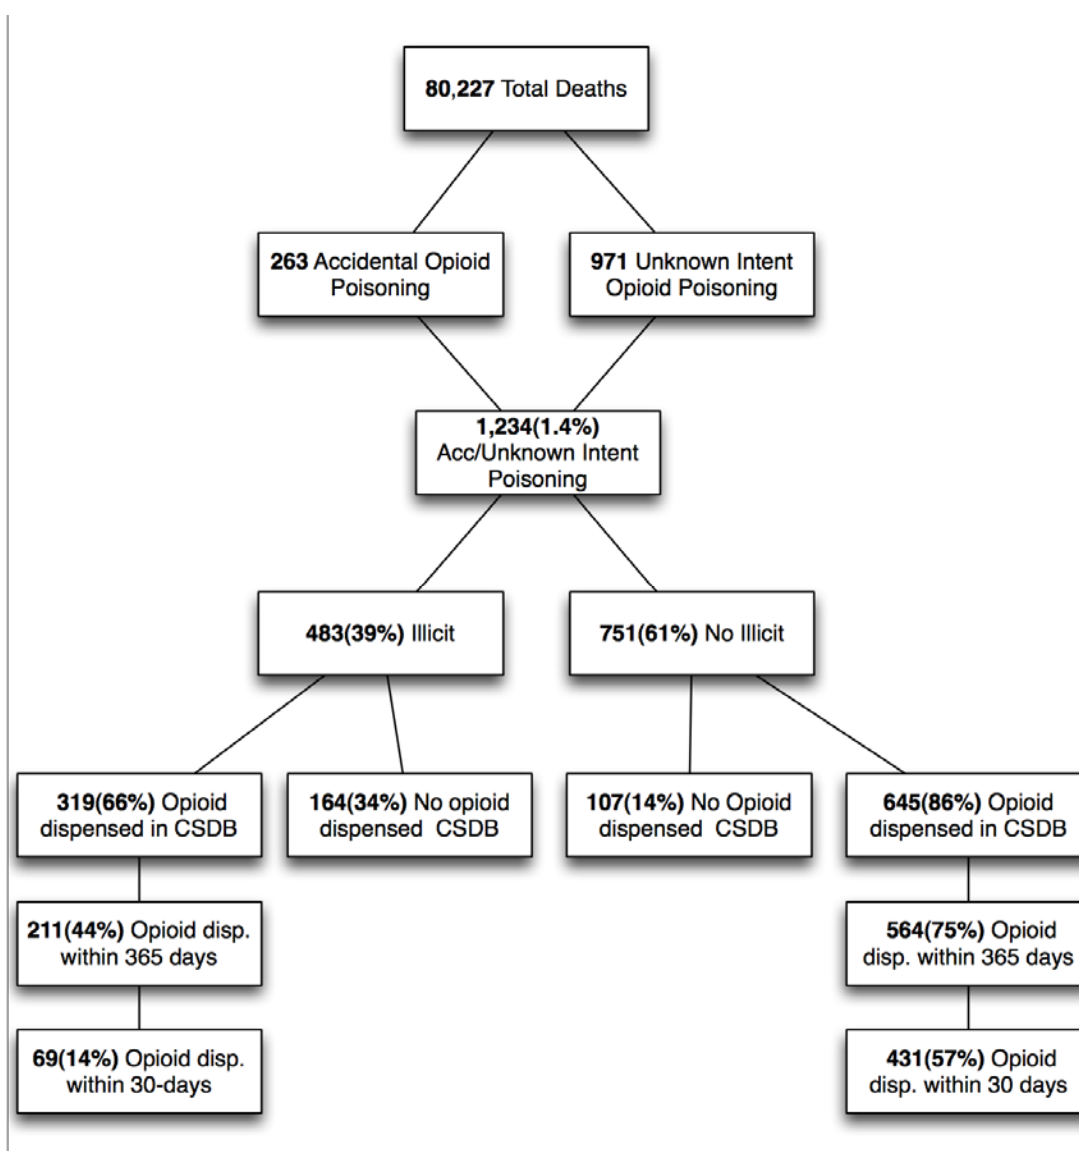 80,227 Total Deaths
263 Accidental Opioid
Poisoning
971 Unknown Intent
Opioid Poisoning
1,234(1.4%)
Acc/Unknown Intent
Poisoning
483(39%) Illicit
751(61%) No Illicit
319(66%) Opioid
dispensed in CSDB
164(34%) No opioid
dispensed CSDB
107(14%) No Opioid
dispensed CSDB
645(86%) Opioid
dispensed in CSDB
211(44%) Opioid disp.
within 365 days
564(75%) Opioid
disp. within 365 days
69(14%) Opioid disp.
within 30-days
431(57%) Opioid
disp. within 30 days